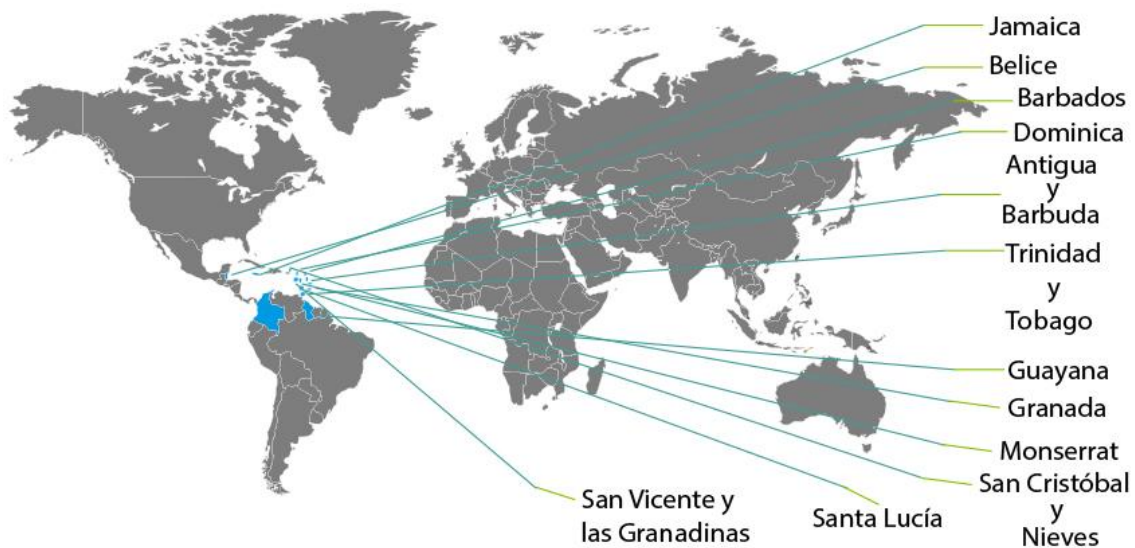 Jamaica
Belice
Barbados
Dominica
Antigua
y
Barbuda
Trinidad
y
Tobago
Guayana
Granada
Monserrat
San Cristóbal
y
Nieves
Santa Lucía
San Vicente y
las Granadinas